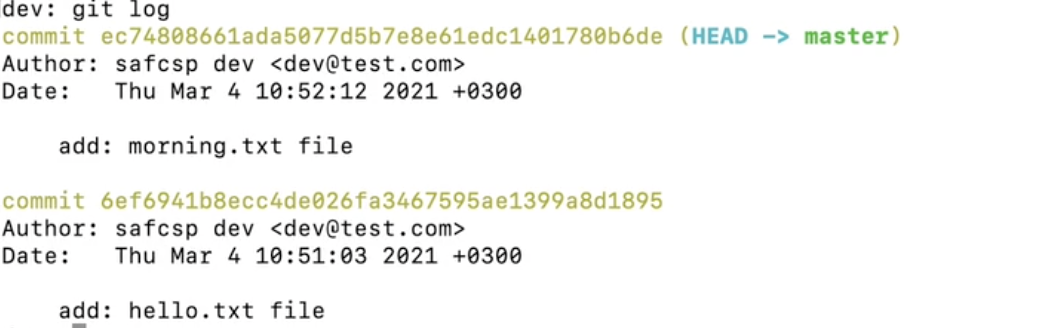 dev: git log
commit ec74808661ada5077d5b7e8e61edc1401780b6de (HEAD -> master)
Author: safcsp dev <dev@test.com>
Date:   Thu Mar 4 10:52:12 2021 +0300
    add: morning.txt file
commit 6ef6941b8ecc4de026fa3467595ae1399a8d1895
Author: safcsp dev <dev@test.com>
Date:   Thu Mar 4 10:51:03 2021 +0300
    add: hello.txt file